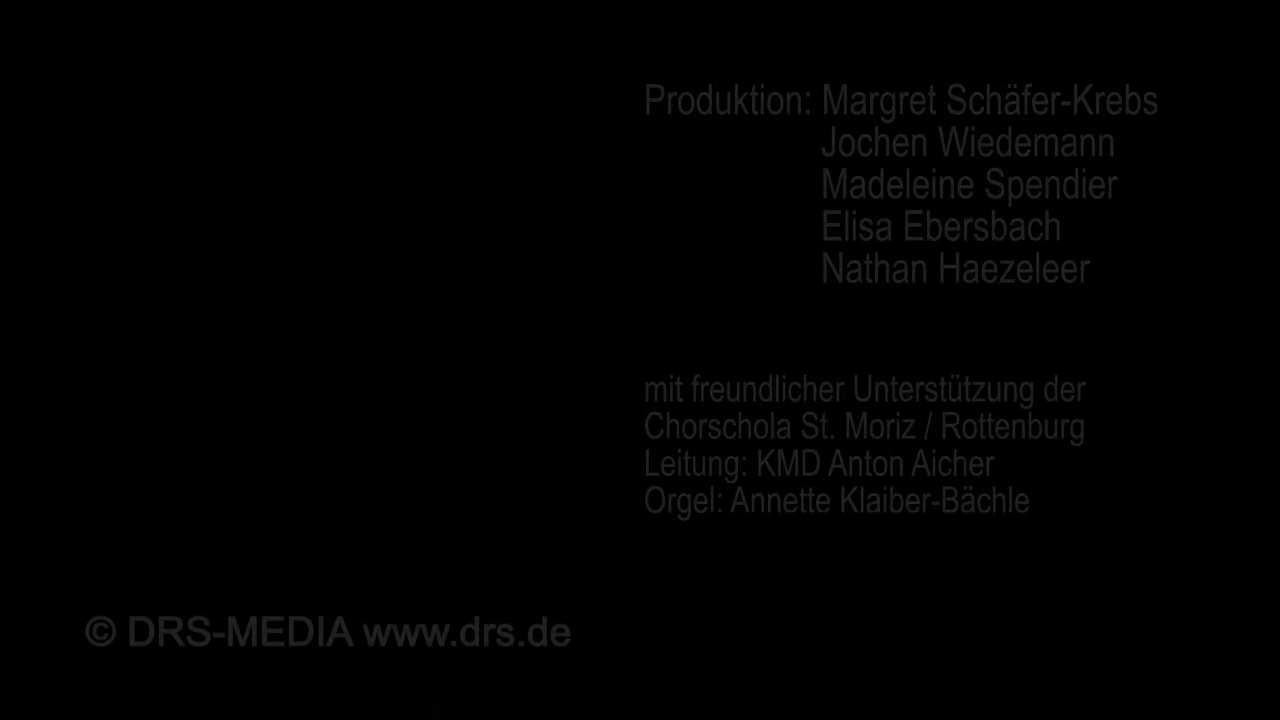 Produktion: Margret Schäfer-Krebs
Jochen Wiedemann
Madeleine Spendier
Elisa Ebersbach
Nathan Haezeleer
mit freundlicher Unterstützung der
Chorschola St. Moriz / Rottenburg
Leitung: KMD Anton Aicher
Orgel: Annette Klaiber-Bächle
© DRS-MEDIA www.drs.de